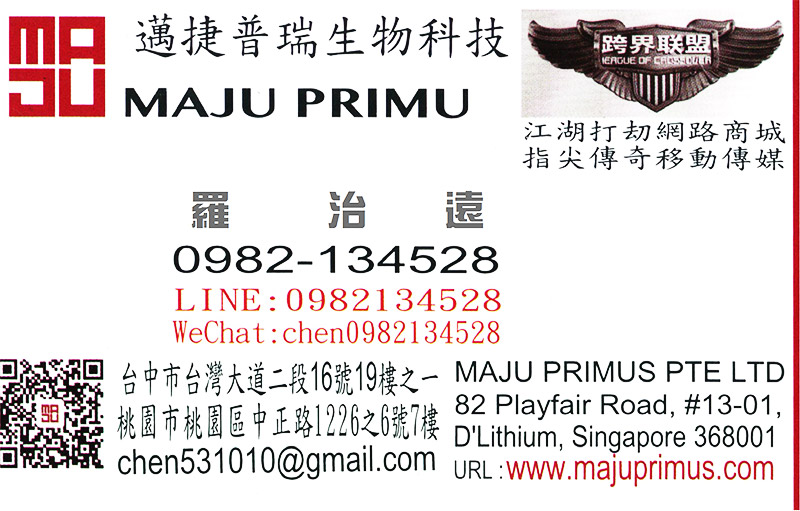 MAJU
邁捷普瑞生物科技
MAJU PRIMU
跨界联盟
LEAGUE OF CROSSOVER
江湖打劫網路商城
指尖傳奇移動傳媒
羅治遠
0982-134528
LINE:0982134528
WeChat:chen0982134528
台中市台灣大道二段16號19樓之一
桃園市桃園區中正路1226之6號7樓
chen531010@gmail.com
MAJU PRIMUS PTE LTD
82 Playfair Road, #13-01,
D'Lithium, Singapore 368001
URL : www.majuprimus.com